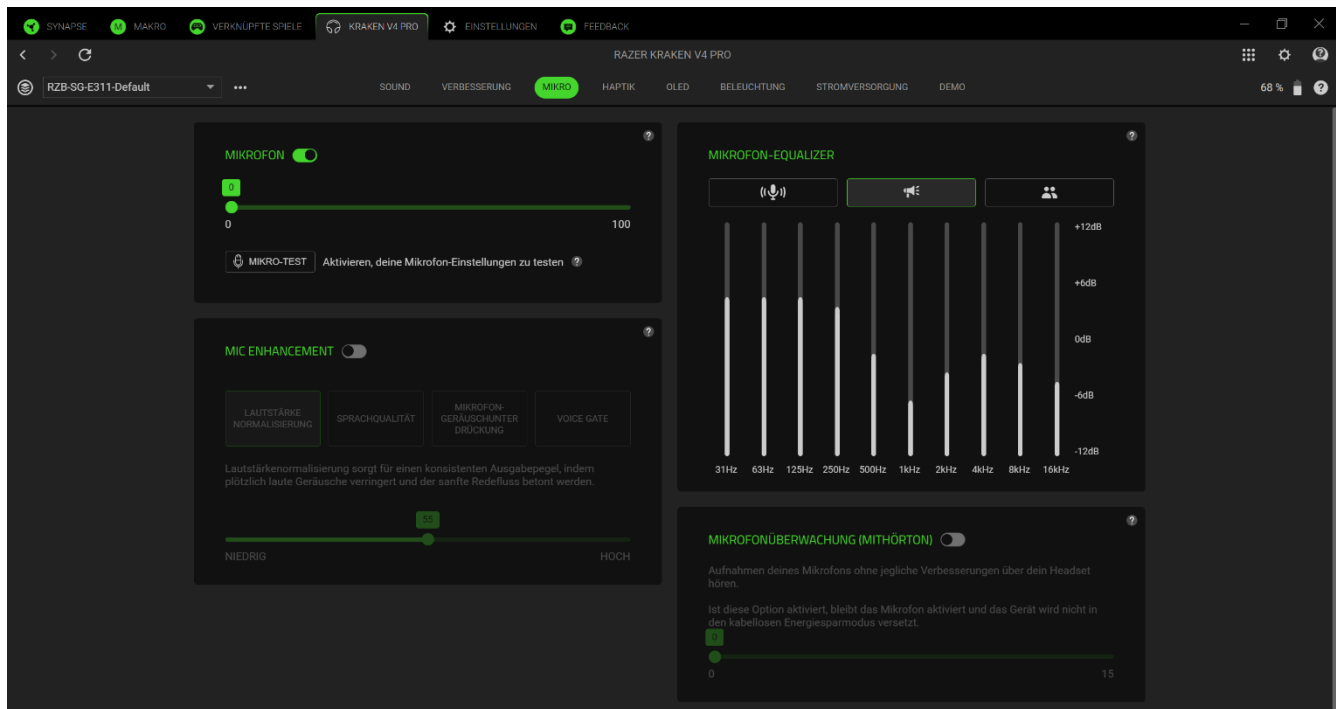 SYNAPSE
M MAKRO
VERKNÜPFTE SPIELE
KRAKEN V4 PRO
EINSTELLUNGEN
FEEDBACK
RAZER KRAKEN V4 PRO
RZB-SG-E311-Default
SOUND
VERBESSERUNG
MIKRO
HAPTIK
OLED
BELEUCHTUNG
STROMVERSORGUNG
DEMO
68 %
?
MIKROFON
?
0
0
100
MIKRO-TEST
Aktivieren, deine Mikrofon-Einstellungen zu testen ?
MIC ENHANCEMENT
?
LAUTSTÄRKE
NORMALISIERUNG
SPRACHQUALITÄT
MIKROFON-
GERÄUSCHUNTER
DRÜCKUNG
VOICE GATE
Lautstärkenormalisierung sorgt für einen konsistenten Ausgabepegel, indem
plötzlich laute Geräusche verringert und der sanfte Redefluss betont werden.
55
NIEDRIG
HOCH
MIKROFON-EQUALIZER
?
+12dB
+6dB
0dB
-6dB
-12dB
31Hz 63Hz 125Hz 250Hz 500Hz 1kHz 2kHz 4kHz 8kHz 16kHz
MIKROFONÜBERWACHUNG (MITHÖRTON)
?
Aufnahmen deines Mikrofons ohne jegliche Verbesserungen über dein Headset
hören.
Ist diese Option aktiviert, bleibt das Mikrofon aktiviert und das Gerät wird nicht in
den kabellosen Energiesparmodus versetzt.
0
0
15